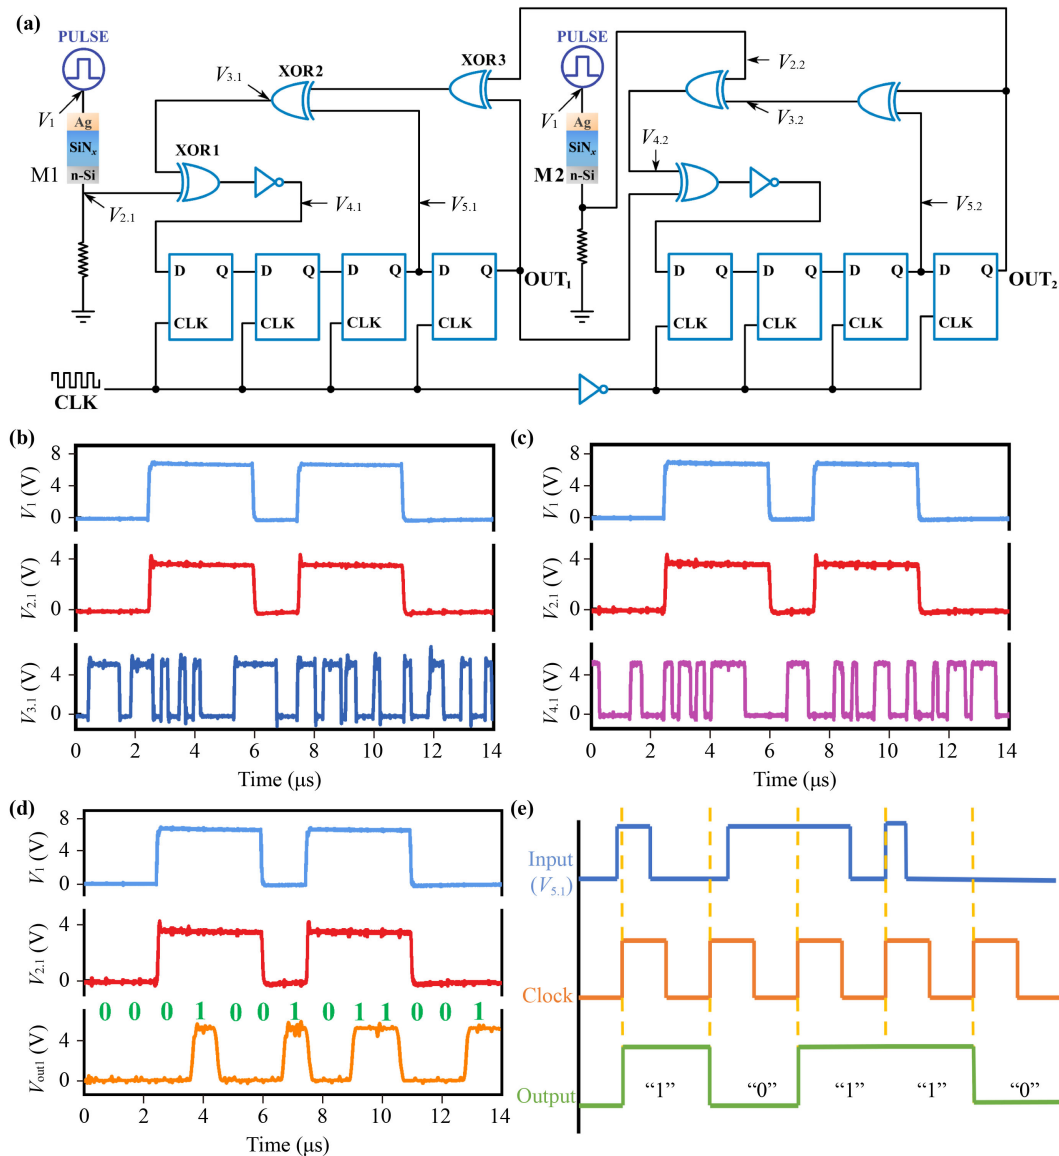 (a)
PULSE
V1
Ag
SiNx
n-Si
M1
V2.1
XOR1
V3.1
XOR2
XOR3
V4.1
V5.1
D Q
CLK
D Q
CLK
D Q
CLK
D Q
CLK
OUT1
PULSE
V1
Ag
SiNx
n-Si
M2
V2.2
V3.2
V4.2
V5.2
D Q
CLK
D Q
CLK
D Q
CLK
D Q
CLK
OUT2
CLK
(b)
8
V1 (V)
0
4
V2.1 (V)
0
4
V3.1 (V)
0
0 2 4 6 8 10 12 14
Time (μs)
(c)
8
V1 (V)
0
4
V2.1 (V)
0
4
V4.1 (V)
0
0 2 4 6 8 10 12 14
Time (μs)
(d)
8
V1 (V)
4
0
4
V2.1 (V)
0
0 0 0 1 0 0 1 0 1 1 0 0 1
4
Vout1 (V)
0
0 2 4 6 8 10 12 14
Time (μs)
(e)
Input
(V5.1)
Clock
Output
“1” “0” “1” “1” “0”